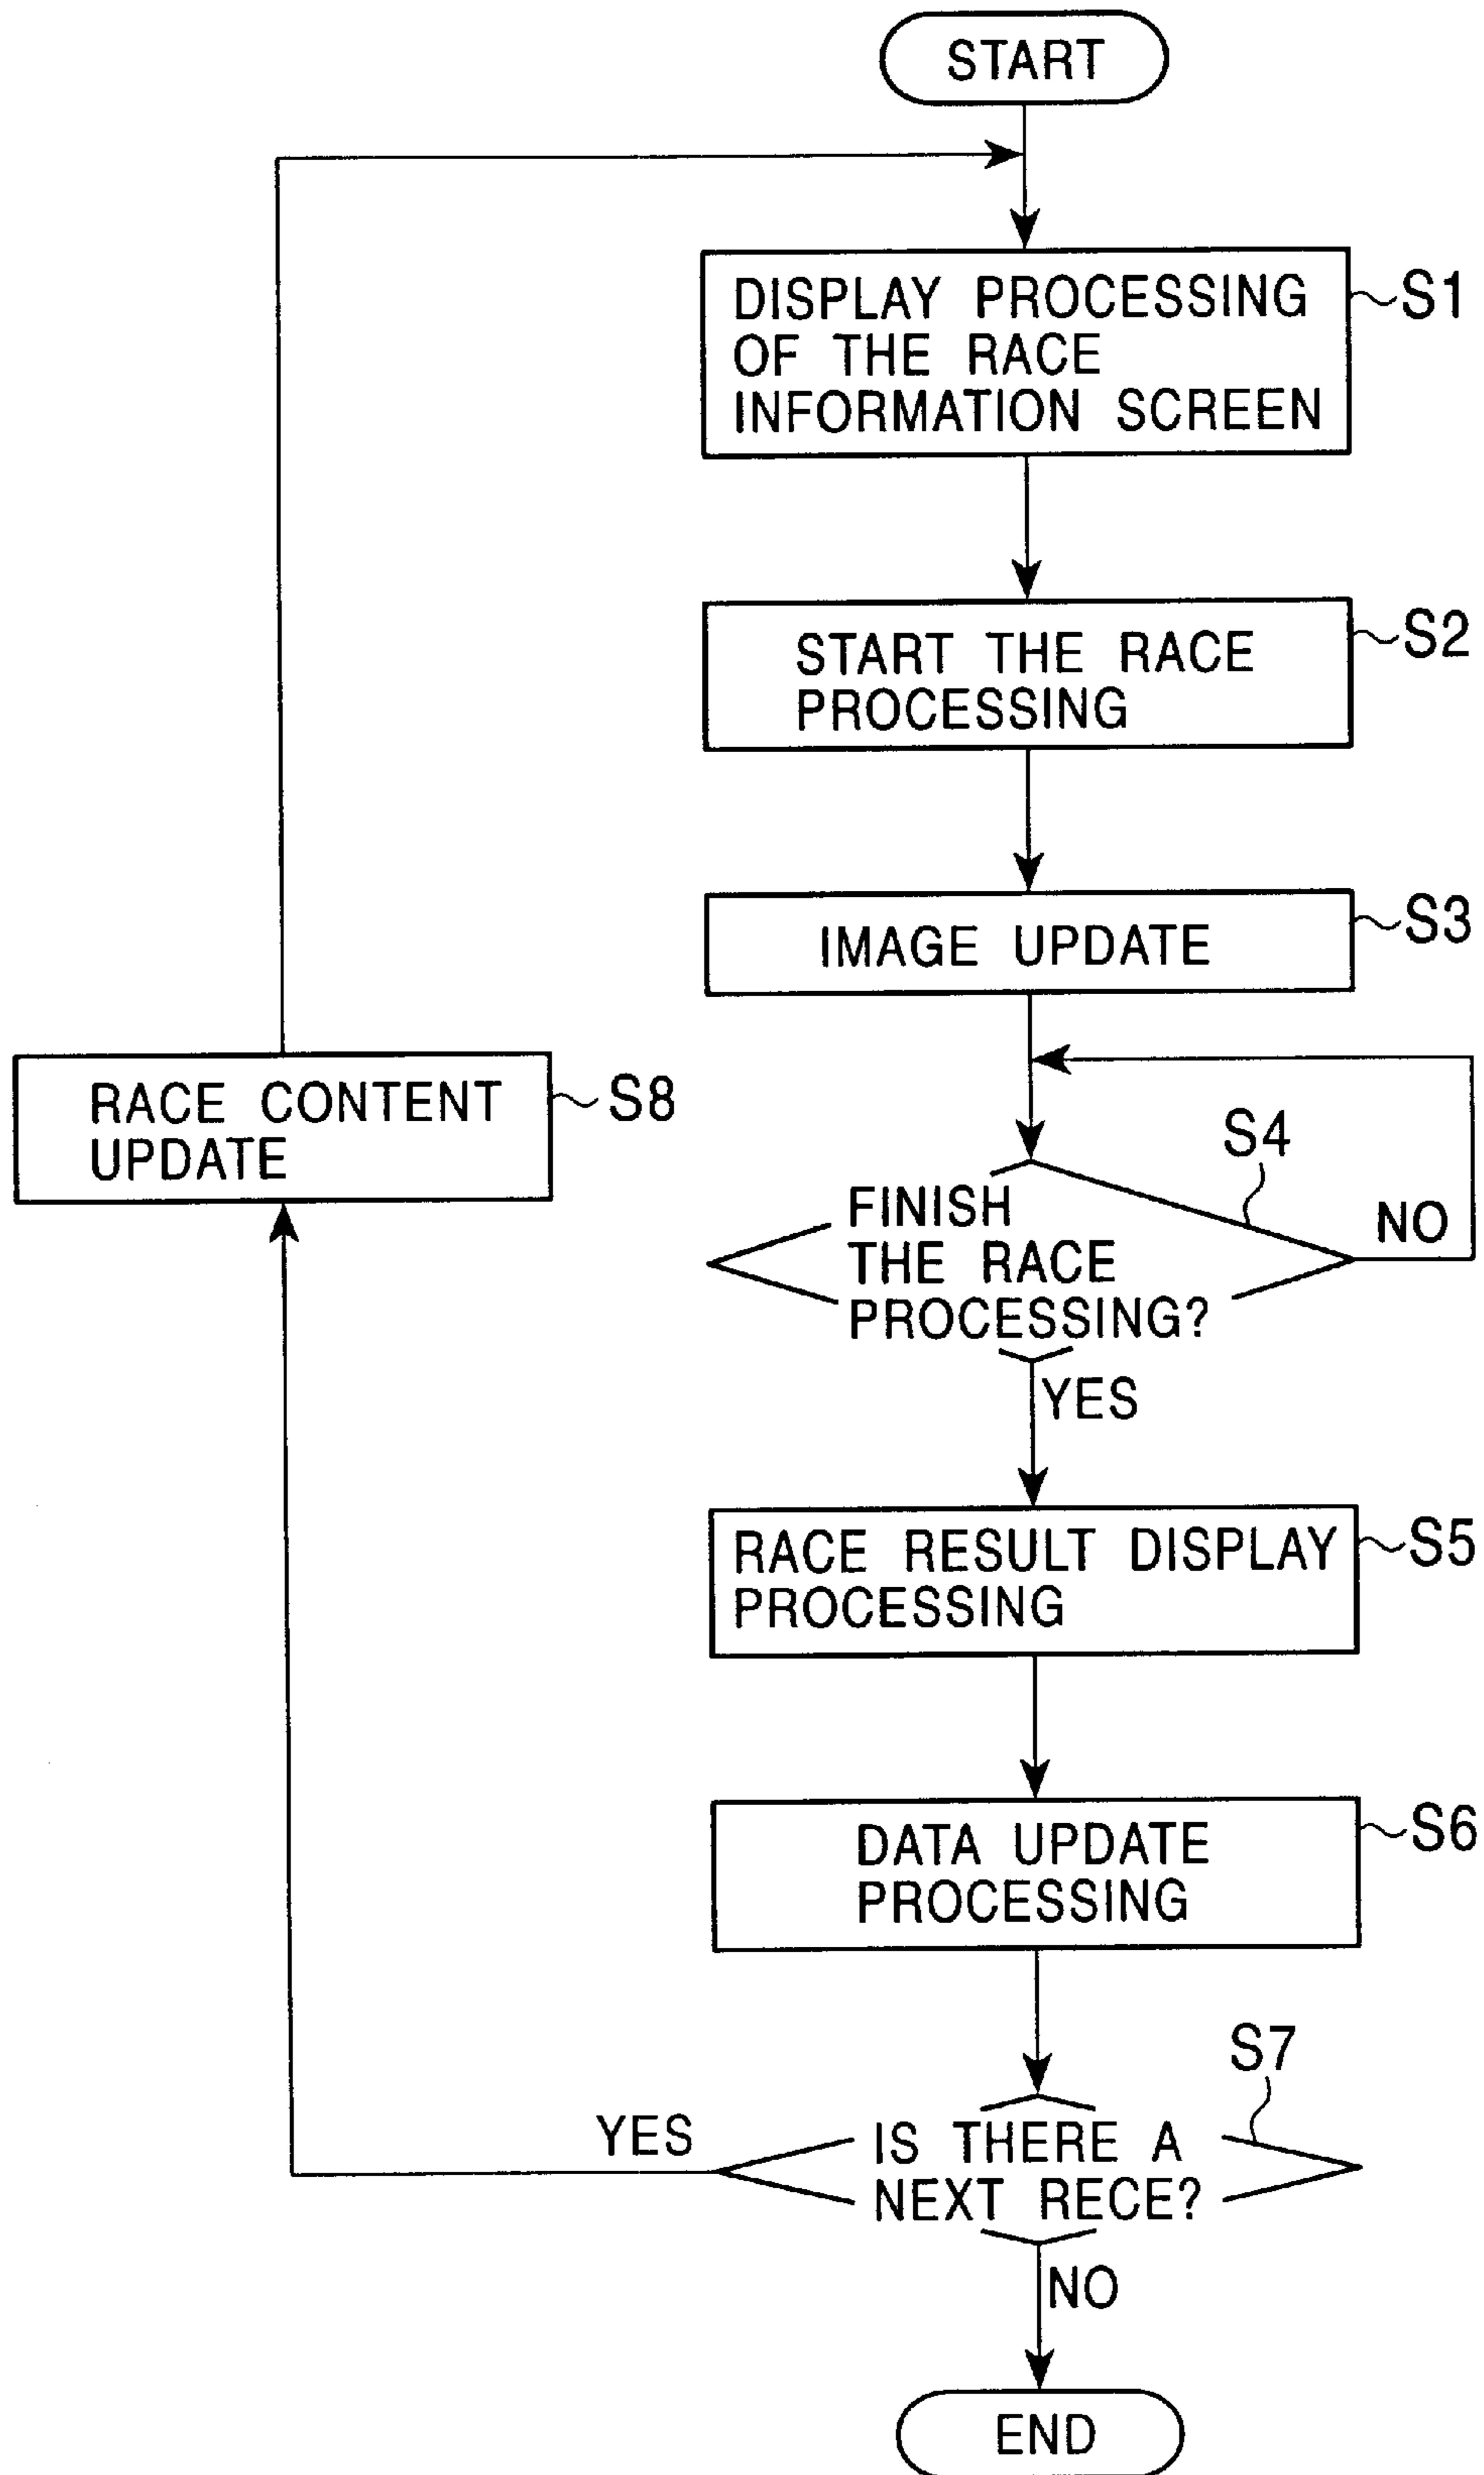 START
DISPLAY PROCESSING
OF THE RACE
INFORMATION SCREEN
S1
START THE RACE
PROCESSING
S2
IMAGE UPDATE
S3
RACE CONTENT
UPDATE
S8
S4
FINISH
THE RACE
PROCESSING?
NO
YES
RACE RESULT DISPLAY
PROCESSING
S5
DATA UPDATE
PROCESSING
S6
S7
IS THERE A
NEXT RECE?
YES
NO
END